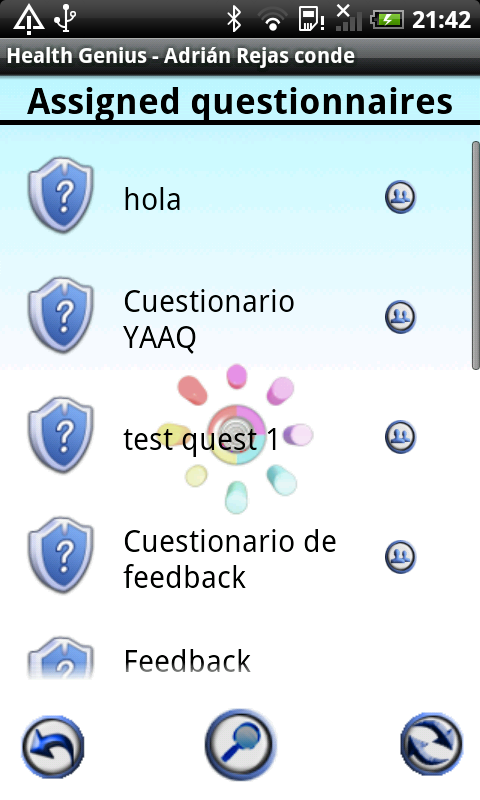 21:42
Health Genius - Adrián Rejas conde
Assigned questionnaires
hola
Cuestionario
YAAQ
test quest 1
Cuestionario de
feedback
Feedback